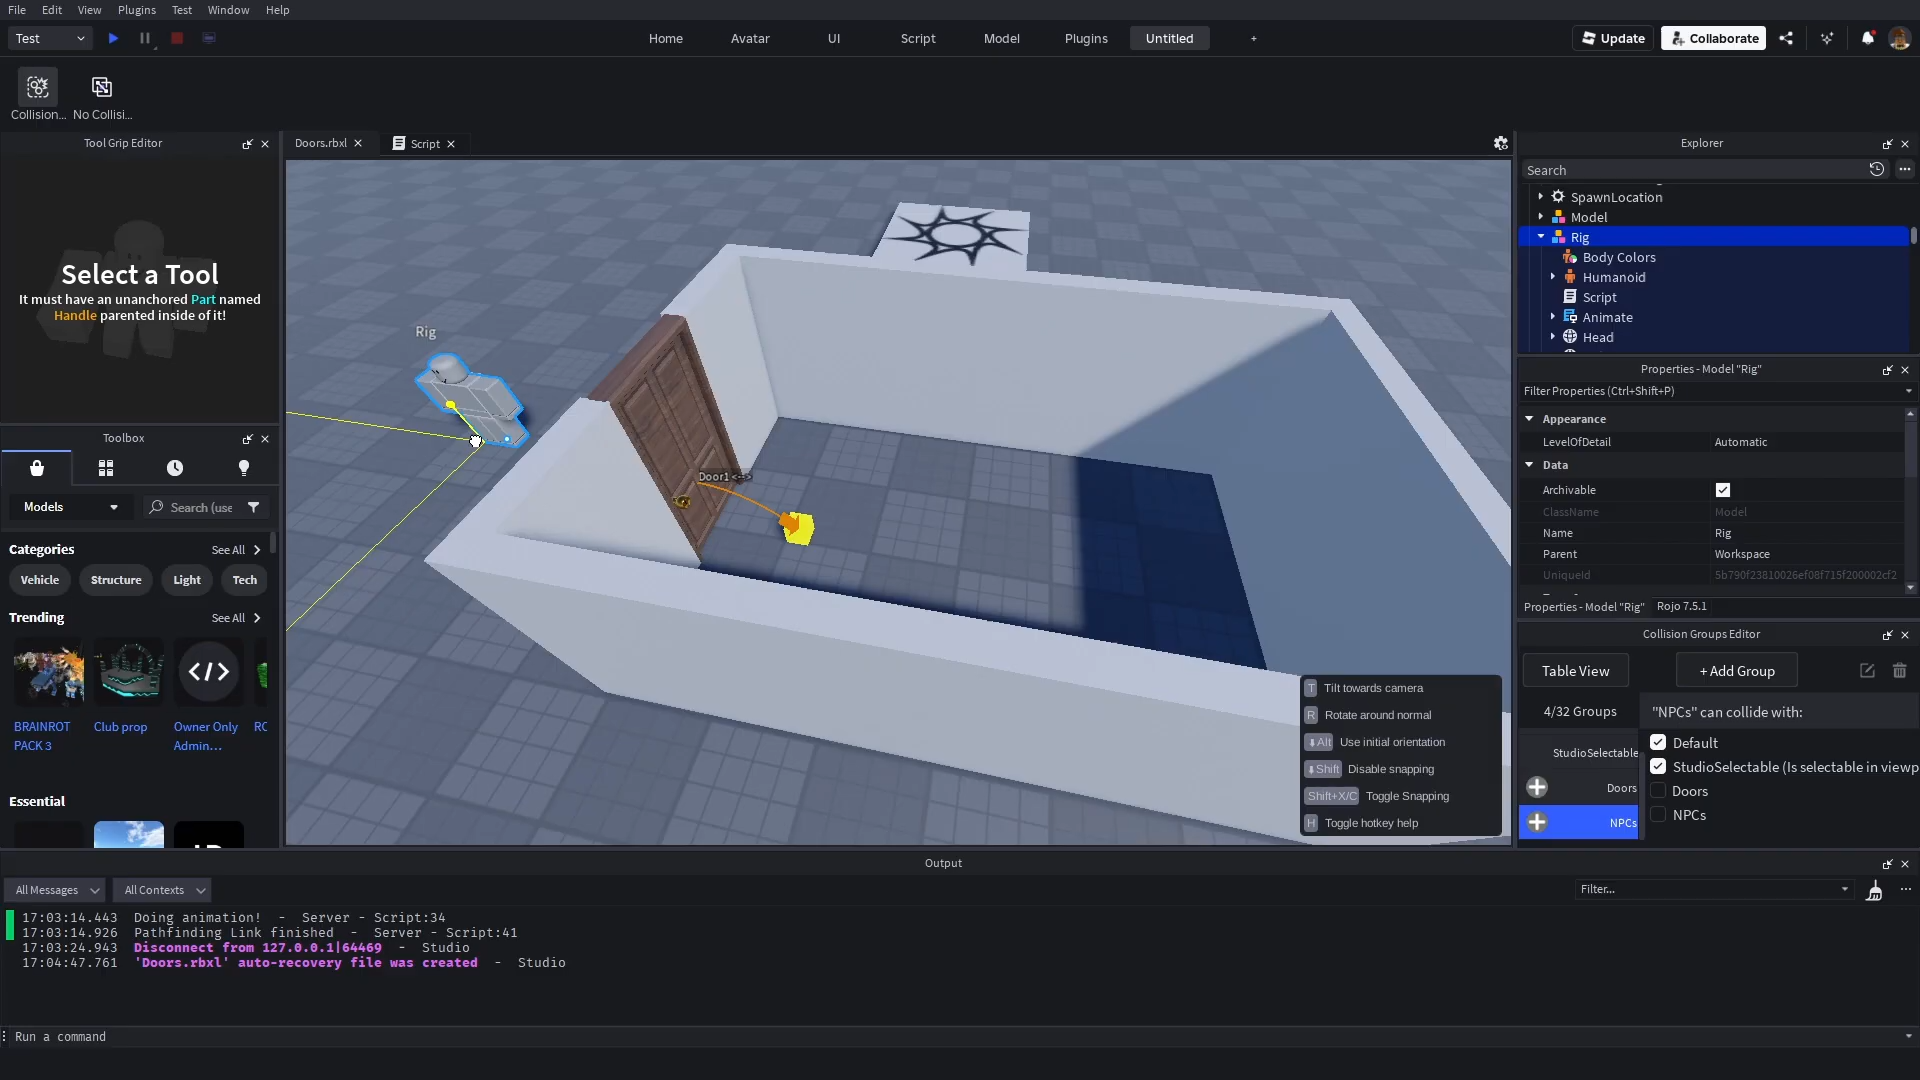 File Edit View Plugins Test Window Help
Test
Home Avatar UI Script Model Plugins Untitled +
Update Collaborate
Collision... No Collisi...
Tool Grip Editor
Select a Tool
It must have an unanchored Part named
Handle parented inside of it!
Toolbox
Models
Search (use
Categories See All
Vehicle Structure Light Tech
Trending See All
BRAINROT
PACK 3
Club prop
Owner Only
Admin...
Essential
Doors.rbxl Script
Rig
Door1 <-->
T Tilt towards camera
R Rotate around normal
Alt Use initial orientation
Shift Disable snapping
Shift+X/C Toggle Snapping
H Toggle hotkey help
Explorer
Search
SpawnLocation
Model
Rig
Body Colors
Humanoid
Script
Animate
Head
Properties - Model "Rig"
Filter Properties (Ctrl+Shift+P)
Appearance
LevelOfDetail Automatic
Data
Archivable
ClassName Model
Name Rig
Parent Workspace
UniqueId 5b790f23810026ef08f715f200002cf2
Properties - Model "Rig" Rojo 7.5.1
Collision Groups Editor
Table View + Add Group
4/32 Groups "NPCs" can collide with:
StudioSelectable
Doors
NPCs
Default
StudioSelectable (Is selectable in viewp
Doors
NPCs
Output
All Messages All Contexts Filter...
17:03:14.443 Doing animation! - Server - Script:34
17:03:14.926 Pathfinding Link finished - Server - Script:41
17:03:24.943 Disconnect from 127.0.0.1|64469 - Studio
17:04:47.761 'Doors.rbxl' auto-recovery file was created - Studio
Run a command